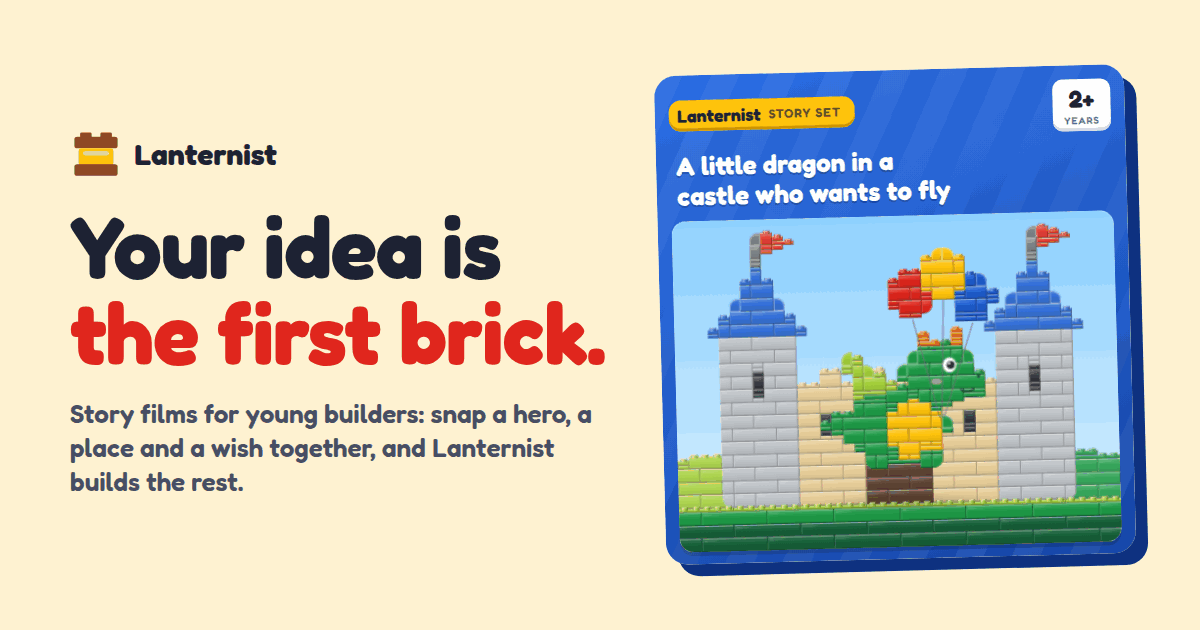 Lanternist
Your idea is
the first brick.
Story films for young builders: snap a hero, a
place and a wish together, and Lanternist
builds the rest.
Lanternist STORY SET
2+
YEARS
A little dragon in a
castle who wants to fly